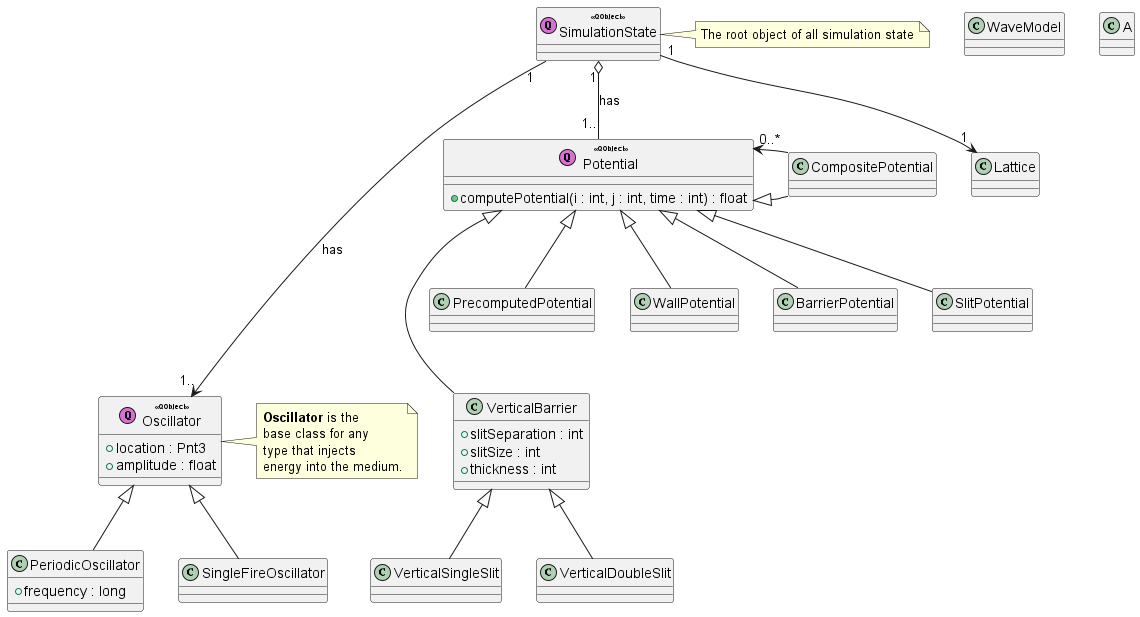 «QObject»
Q SimulationState
The root object of all simulation state
C WaveModel
C A
1
1
1
has
1..
0..*
1
«QObject»
Q Potential
computePotential(i : int, j : int, time : int) : float
C CompositePotential
C Lattice
has
C PrecomputedPotential
C WallPotential
C BarrierPotential
C SlitPotential
1..
«QObject»
Q Oscillator
location : Pnt3
amplitude : float
Oscillator is the
base class for any
type that injects
energy into the medium.
C VerticalBarrier
slitSeparation : int
slitSize : int
thickness : int
C PeriodicOscillator
frequency : long
C SingleFireOscillator
C VerticalSingleSlit
C VerticalDoubleSlit